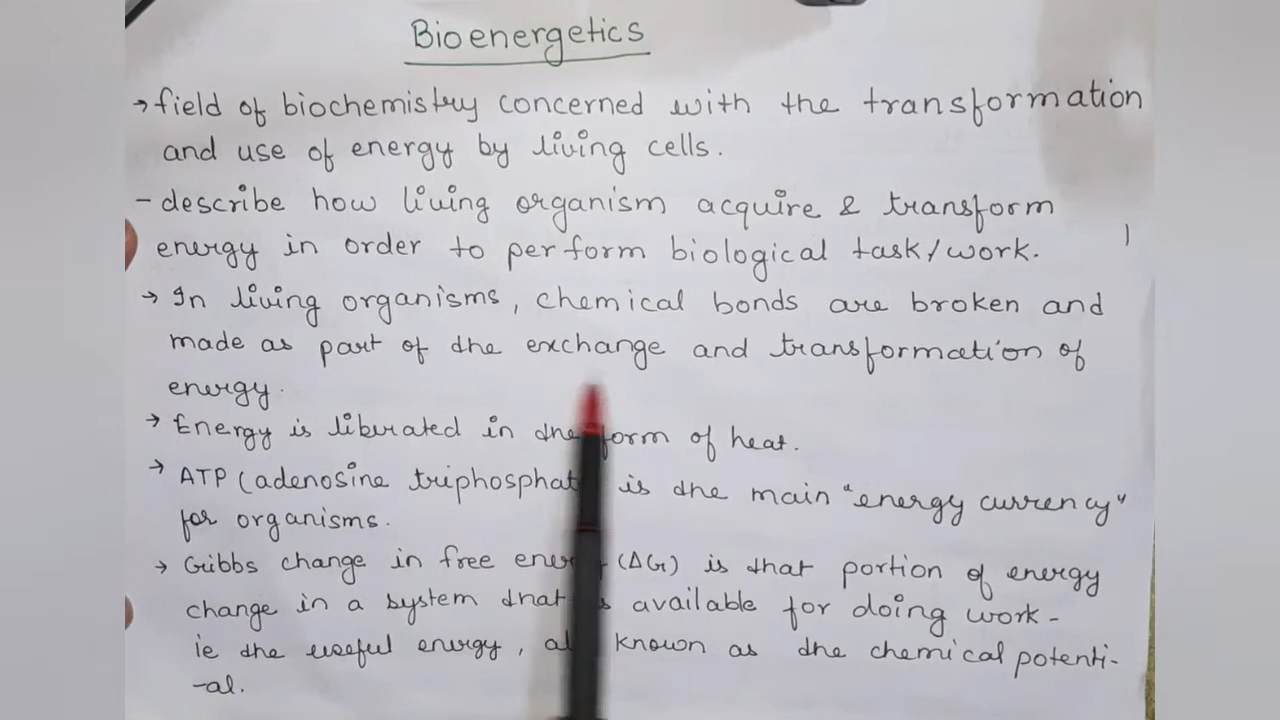 Bioenergetics
→ field of biochemistry concerned with the transformation
and use of energy by living cells.
- describe how living organism acquire & transform
energy in order to perform biological task/work.
→ In living organisms, chemical bonds are broken and
made as part of the exchange and transformation of
energy.
→ Energy is liberated in the form of heat.
→ ATP (adenosine triphosphat is the main "energy currency"
for organisms.
→ Gibbs change in free ener (ΔG) is that portion of energy
change in a system that available for doing work -
ie the useful energy, al known as the chemical potenti-
-al.